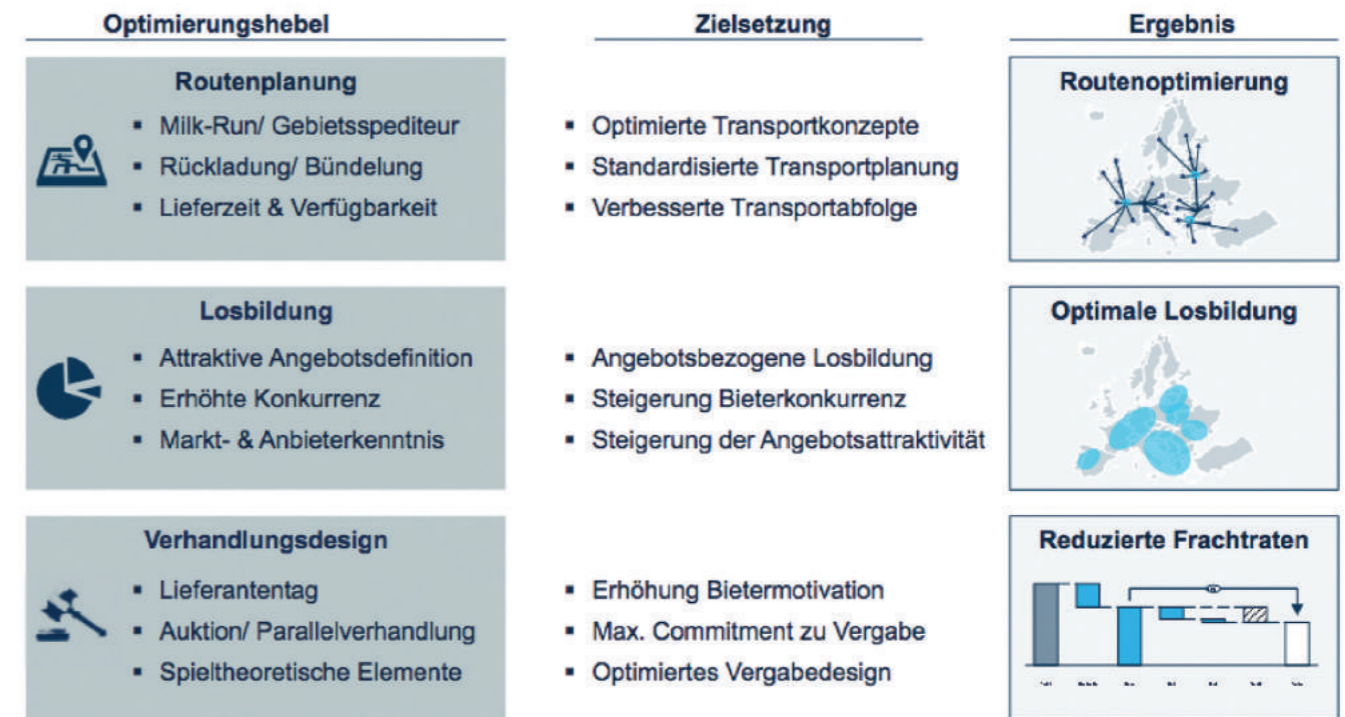 Optimierungshebel
Zielsetzung
Ergebnis
Routenplanung
▪ Milk-Run/ Gebietsspediteur
▪ Rückladung/ Bündelung
▪ Lieferzeit & Verfügbarkeit
▪ Optimierte Transportkonzepte
▪ Standardisierte Transportplanung
▪ Verbesserte Transportabfolge
Routenoptimierung
Losbildung
▪ Attraktive Angebotsdefinition
▪ Erhöhte Konkurrenz
▪ Markt- & Anbieterkenntnis
▪ Angebotsbezogene Losbildung
▪ Steigerung Bieterkonkurrenz
▪ Steigerung der Angebotsattraktivität
Optimale Losbildung
Verhandlungsdesign
▪ Lieferantentag
▪ Auktion/ Parallelverhandlung
▪ Spieltheoretische Elemente
▪ Erhöhung Bietermotivation
▪ Max. Commitment zu Vergabe
▪ Optimiertes Vergabedesign
Reduzierte Frachtraten